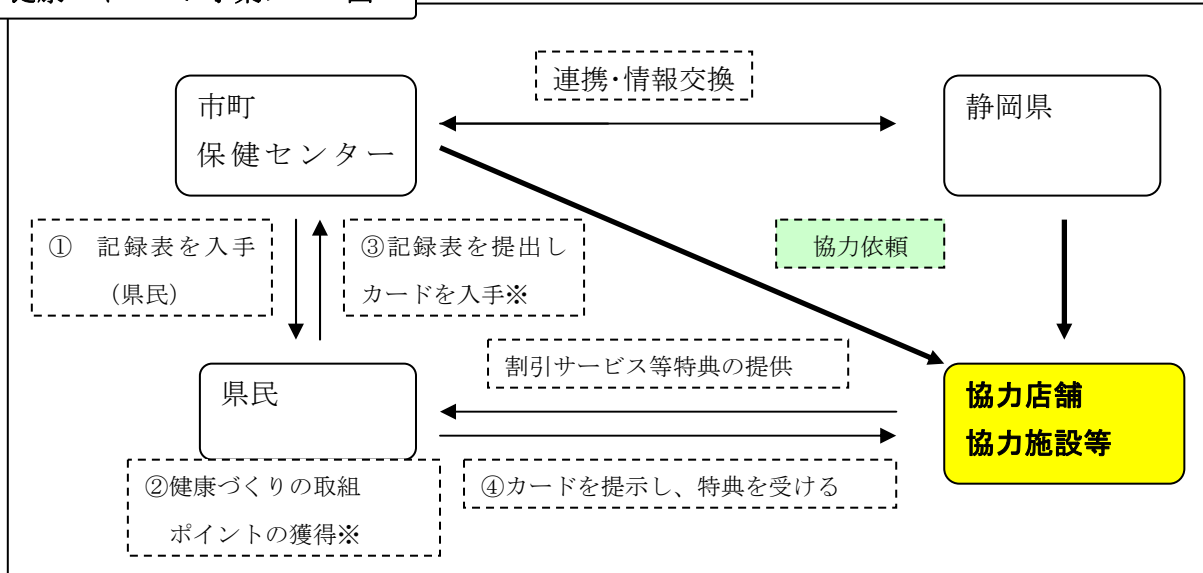 連携・情報交換
市町
保健センター
静岡県
① 記録表を入手
(県民)
③記録表を提出し
カードを入手※
協力依頼
割引サービス等特典の提供
県民
協力店舗
協力施設等
②健康づくりの取組
ポイントの獲得※
④カードを提示し、特典を受ける